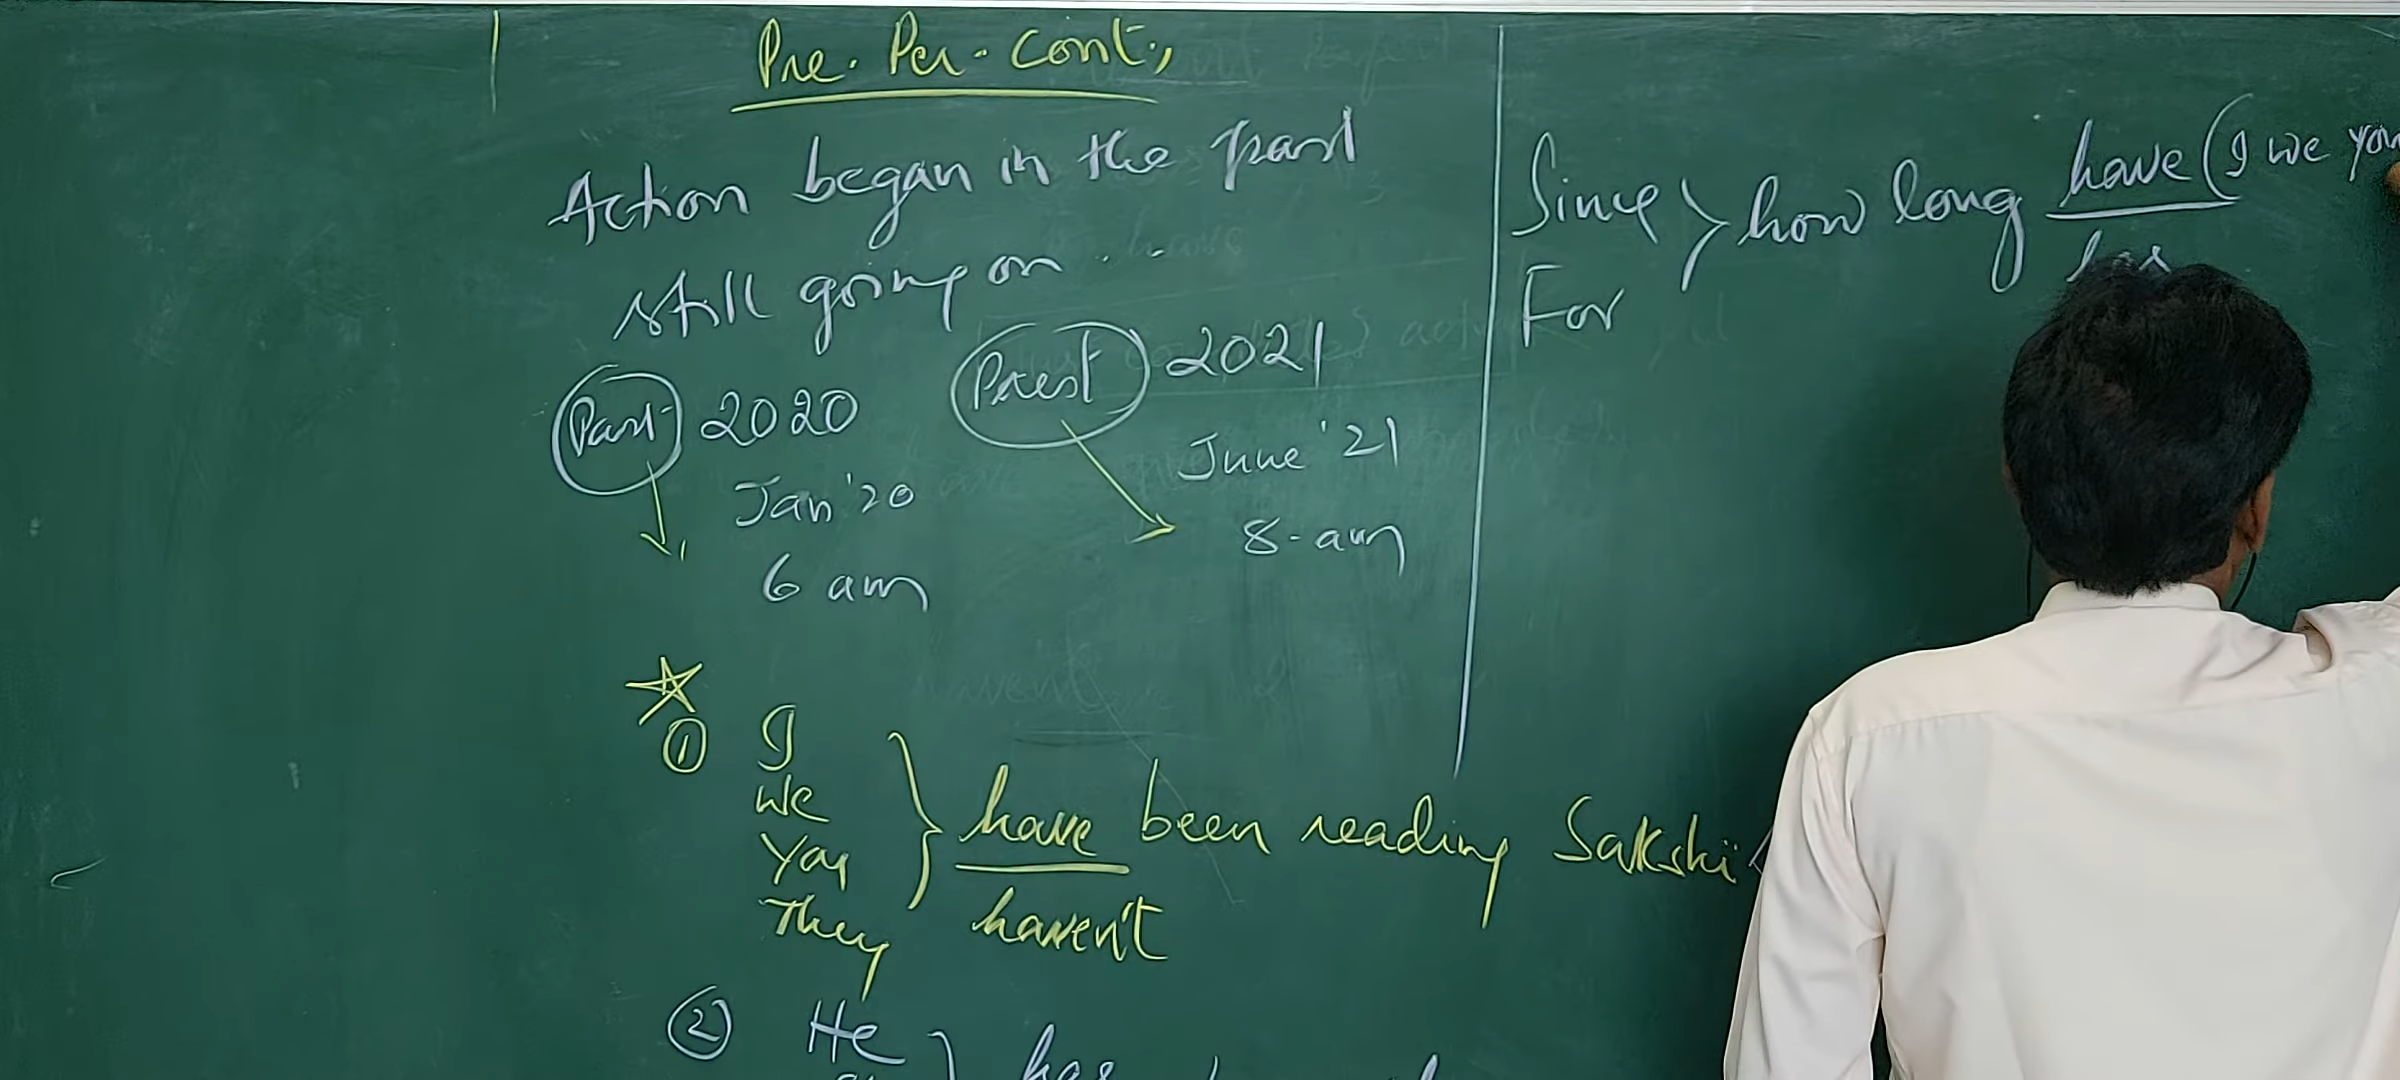 Pre. Per. Cont.,
Action began in the past
still going on . . .
Past 2020
Jan '20
6 am
Prest 2021
June '21
8-am
① I
We
You
They
have been reading Sakshi
haven't
② He
has
Since
For
how long have (I we you
has